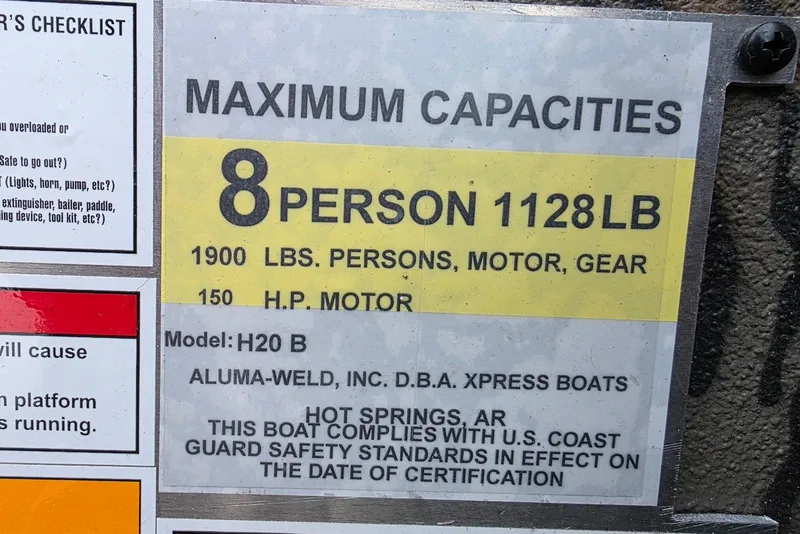 R'S CHECKLIST
u overloaded or
Safe to go out?)
(Lights, horn, pump, etc?)
extinguisher, bailer, paddle,
ing device, tool kit, etc?)
will cause
platform
s running.
MAXIMUM CAPACITIES
8 PERSON 1128 LB
1900 LBS. PERSONS, MOTOR, GEAR
150 H.P. MOTOR
Model: H20 B
ALUMA-WELD, INC. D.B.A. XPRESS BOATS
HOT SPRINGS, AR
THIS BOAT COMPLIES WITH U.S. COAST
GUARD SAFETY STANDARDS IN EFFECT ON
THE DATE OF CERTIFICATION